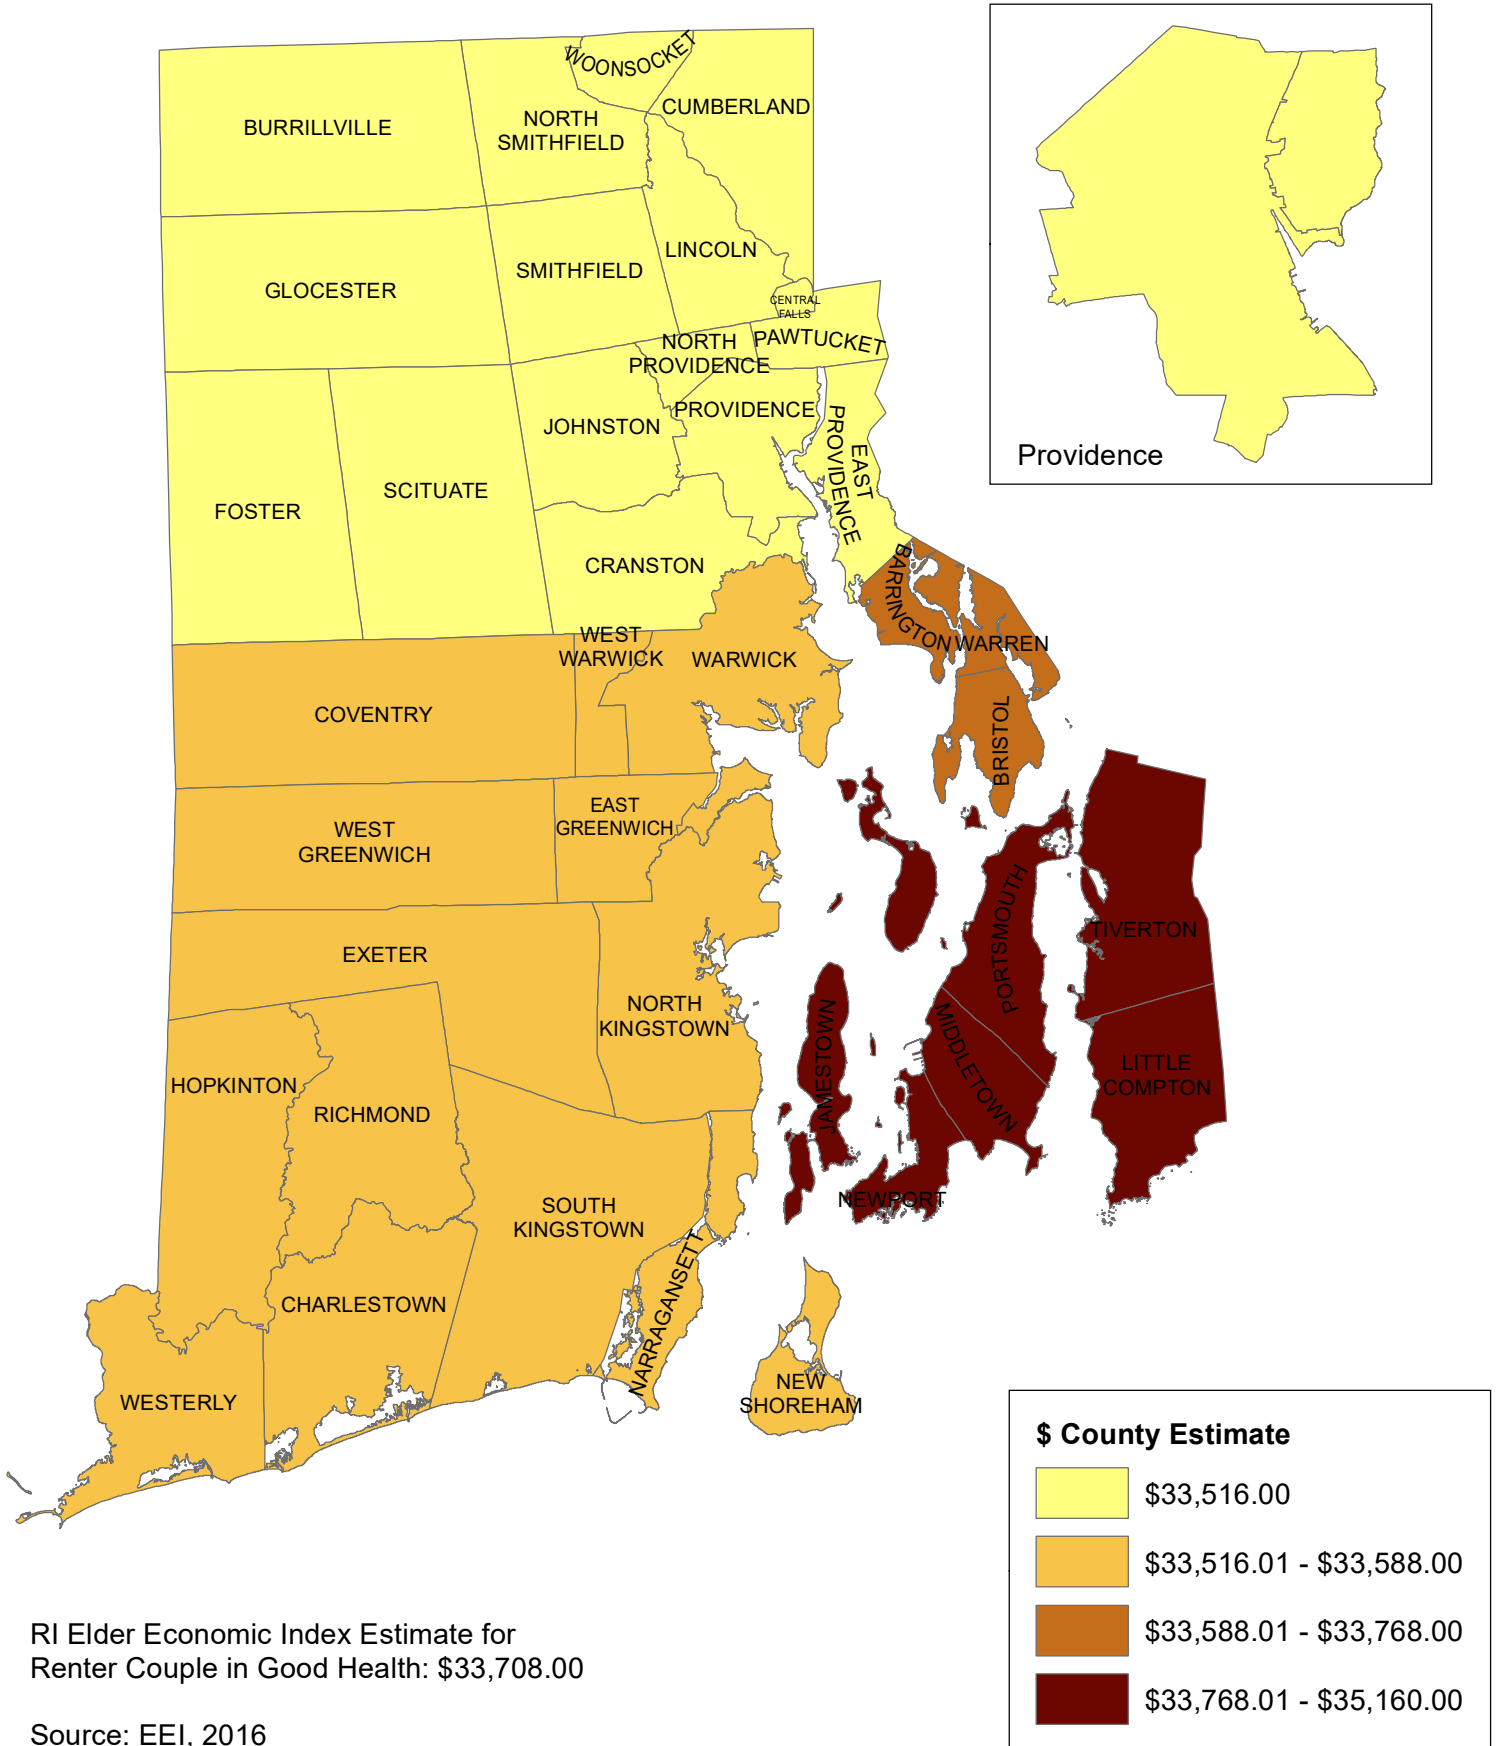 WOONSOCKET
CUMBERLAND
BURRILLVILLE
NORTH
SMITHFIELD
LINCOLN
SMITHFIELD
GLOCESTER
CENTRAL
FALLS
NORTH
PROVIDENCE
PAWTUCKET
PROVIDENCE
JOHNSTON
EAST
PROVIDENCE
SCITUATE
FOSTER
CRANSTON
Providence
BARRINGTON
WARREN
WEST
WARWICK
WARWICK
COVENTRY
BRISTOL
EAST
GREENWICH
WEST
GREENWICH
PORTSMOUTH
TIVERTON
EXETER
NORTH
KINGSTOWN
JAMESTOWN
MIDDLETOWN
LITTLE
COMPTON
HOPKINTON
RICHMOND
NEWPORT
SOUTH
KINGSTOWN
NARRAGANSETT
CHARLESTOWN
WESTERLY
NEW
SHOREHAM
$ County Estimate
$33,516.00
$33,516.01 - $33,588.00
$33,588.01 - $33,768.00
$33,768.01 - $35,160.00
RI Elder Economic Index Estimate for
Renter Couple in Good Health: $33,708.00
Source: EEI, 2016